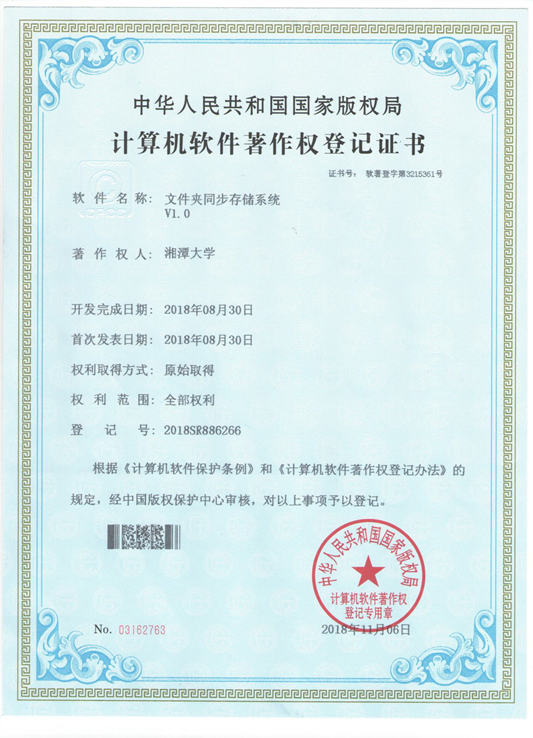 中华人民共和国国家版权局
计算机软件著作权登记证书
证书号： 软著登字第3215361号
软件名称： 文件夹同步存储系统
V1.0
著作权人： 湘潭大学
开发完成日期： 2018年08月30日
首次发表日期： 2018年08月30日
权利取得方式： 原始取得
权利范围： 全部权利
登记号： 2018SR886266
根据《计算机软件保护条例》和《计算机软件著作权登记办法》的
规定，经中国版权保护中心审核，对以上事项予以登记。
中华人民共和国国家版权局
计算机软件著作权
登记专用章
No. 03162763
2018年11月06日